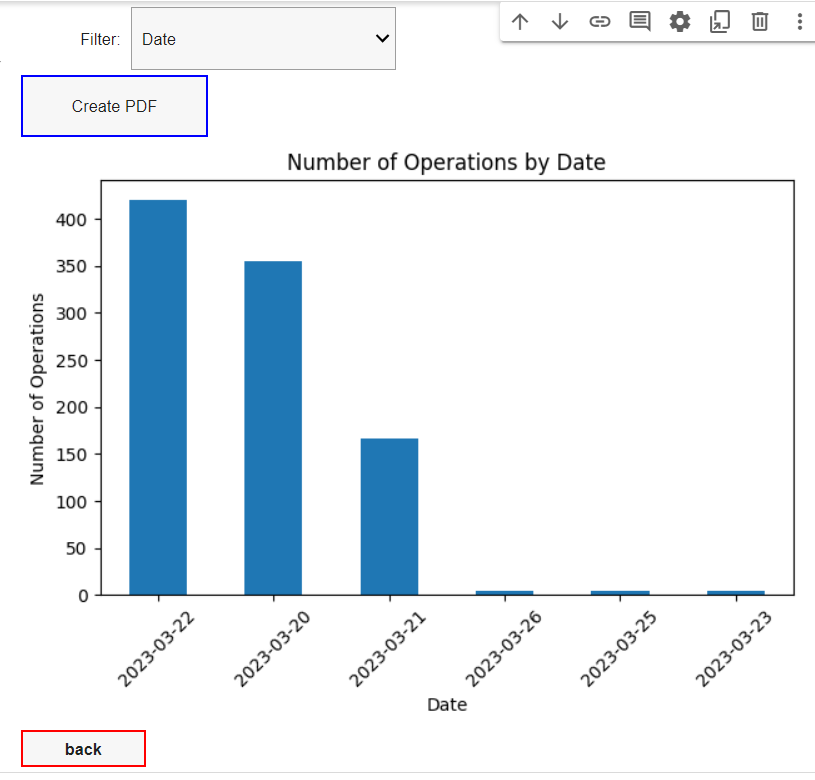 Filter: Date
Create PDF
Number of Operations by Date
Number of Operations
400
350
300
250
200
150
100
50
0
2023-03-22 2023-03-20 2023-03-21 2023-03-26 2023-03-25 2023-03-23
Date
back